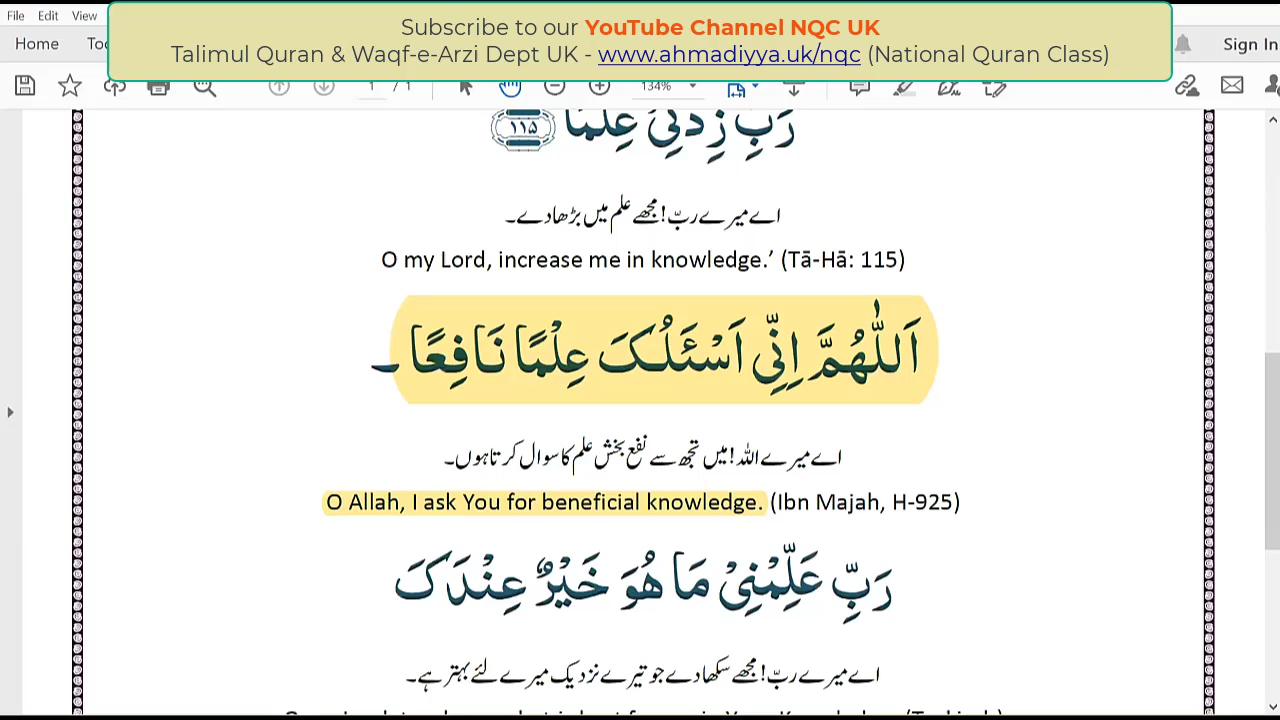 File Edit View
Subscribe to our YouTube Channel NQC UK
Talimul Quran & Waqf-e-Arzi Dept UK - www.ahmadiyya.uk/nqc (National Quran Class)
Home
Sign In
1 / 1
134%
رَبِّ زِدْنِیْ عِلْمًا ﴿۱۱۵﴾
اے میرے ربّ! مجھے علم میں بڑھادے۔
O my Lord, increase me in knowledge.’ (Tā-Hā: 115)
اَللّٰهُمَّ اِنِّی اَسْئَلُکَ عِلْمًا نَافِعًا۔
اے میرے اللہ! میں تجھ سے نفع بخش علم کا سوال کرتا ہوں۔
O Allah, I ask You for beneficial knowledge. (Ibn Majah, H-925)
رَبِّ عَلِّمْنِیْ مَا هُوَ خَیْرٌ عِنْدَکَ
اے میرے ربّ! مجھے سکھادے جو تیرے نزدیک میرے لئے بہتر ہے۔